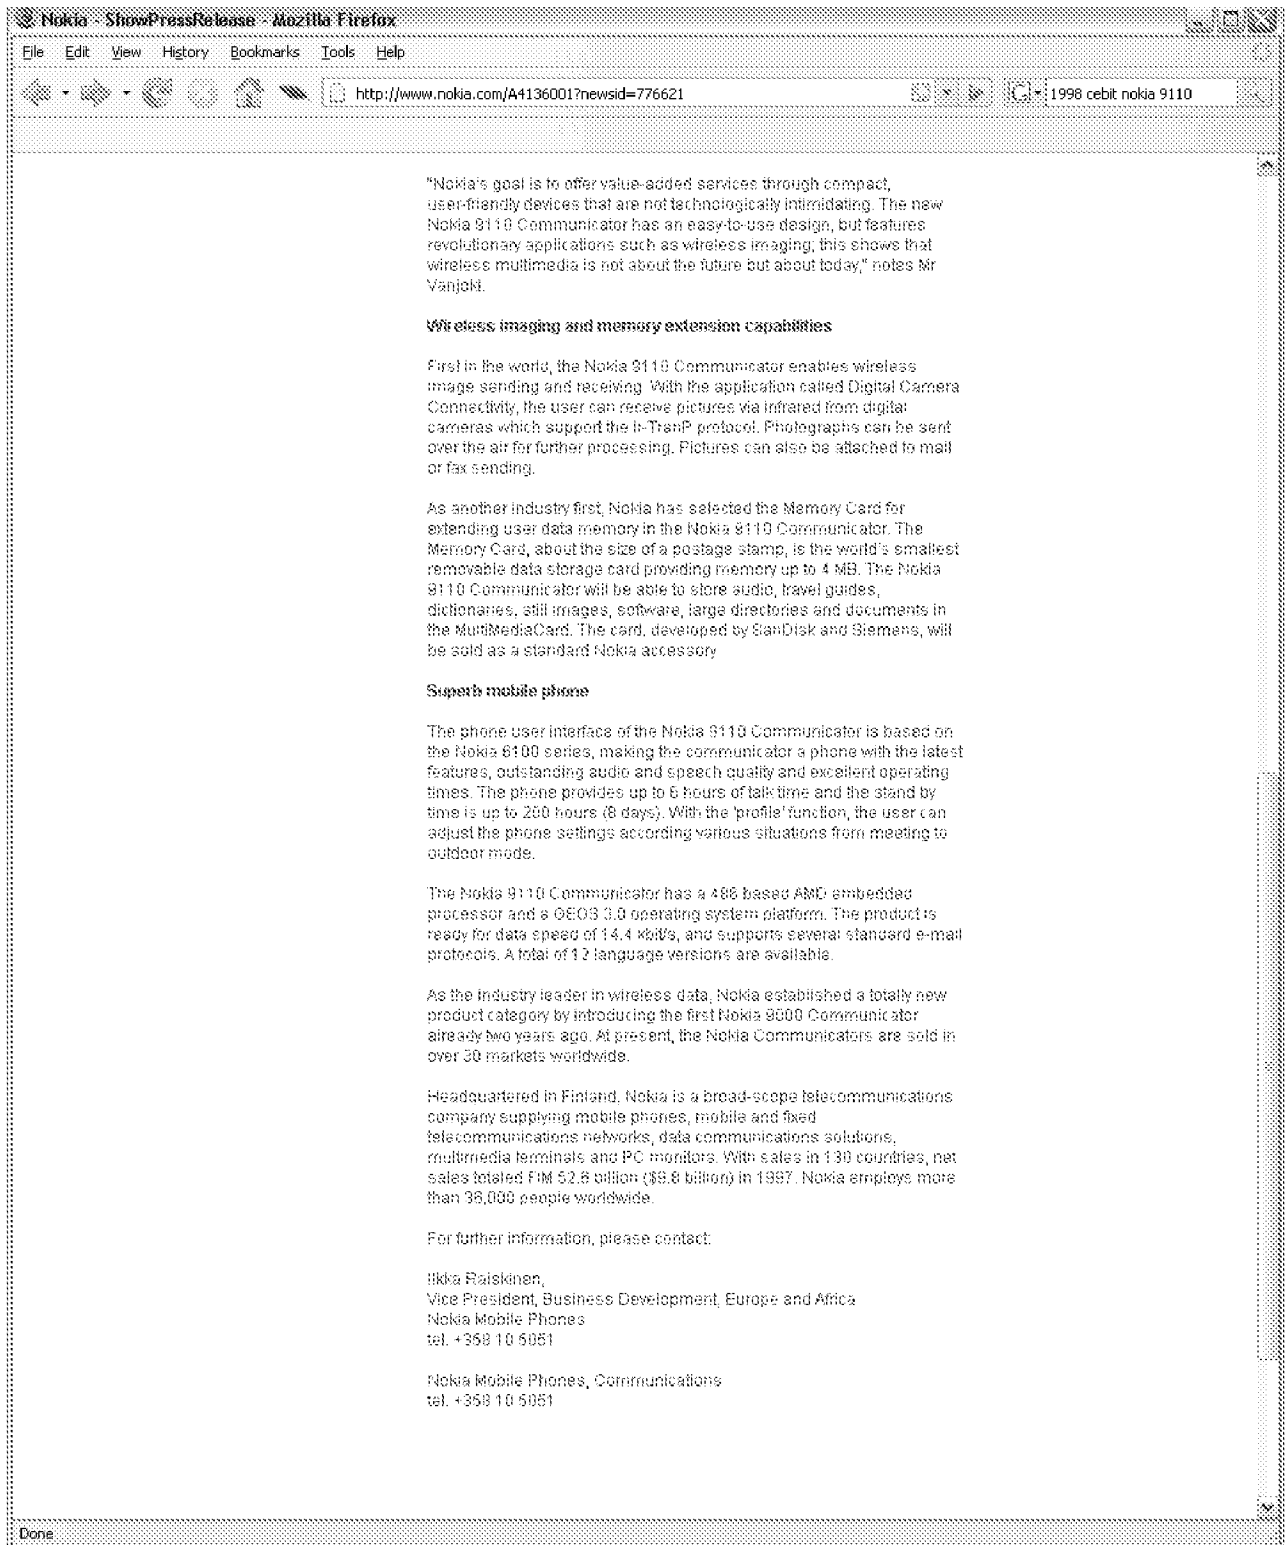 Nokia - ShowPressRelease - Mozilla Firefox
File Edit View History Bookmarks Tools Help
http://www.nokia.com/A4136001?newsid=776621
1998 cebit nokia 9110
"Nokia's goal is to offer value-added services through compact,
user-friendly devices that are not technologically intimidating. The new
Nokia 9110 Communicator has an easy-to-use design, but features
revolutionary applications such as wireless imaging; this shows that
wireless multimedia is not about the future but about today," notes Mr
Vanjoki.
Wireless imaging and memory extension capabilities
First in the world, the Nokia 9110 Communicator enables wireless
image sending and receiving. With the application called Digital Camera
Connectivity, the user can receive pictures via infrared from digital
cameras which support the Ir-TranP protocol. Photographs can be sent
over the air for further processing. Pictures can also be attached to mail
or fax sending.
As another industry first, Nokia has selected the Memory Card for
extending user data memory in the Nokia 9110 Communicator. The
Memory Card, about the size of a postage stamp, is the world's smallest
removable data storage card providing memory up to 4 MB. The Nokia
9110 Communicator will be able to store audio, travel guides,
dictionaries, still images, software, large directories and documents in
the MultiMediaCard. The card, developed by SanDisk and Siemens, will
be sold as a standard Nokia accessory
Superb mobile phone
The phone user interface of the Nokia 9110 Communicator is based on
the Nokia 6100 series, making the communicator a phone with the latest
features, outstanding audio and speech quality and excellent operating
times. The phone provides up to 6 hours of talk time and the stand by
time is up to 200 hours (8 days). With the 'profile' function, the user can
adjust the phone settings according various situations from meeting to
outdoor mode.
The Nokia 9110 Communicator has a 486 based AMD embedded
processor and a GEOS 3.0 operating system platform. The product is
ready for data speed of 14.4 kbit/s, and supports several standard e-mail
protocols. A total of 12 language versions are available.
As the industry leader in wireless data, Nokia established a totally new
product category by introducing the first Nokia 9000 Communicator
already two years ago. At present, the Nokia Communicators are sold in
over 30 markets worldwide.
Headquartered in Finland, Nokia is a broad-scope telecommunications
company supplying mobile phones, mobile and fixed
telecommunications networks, data communications solutions,
multimedia terminals and PC monitors. With sales in 130 countries, net
sales totaled FIM 52.6 billion ($9.8 billion) in 1997. Nokia employs more
than 36,000 people worldwide.
For further information, please contact:
Ilkka Raiskinen,
Vice President, Business Development, Europe and Africa
Nokia Mobile Phones
tel. +358 10 5051
Nokia Mobile Phones, Communications
tel. +358 10 5051
Done